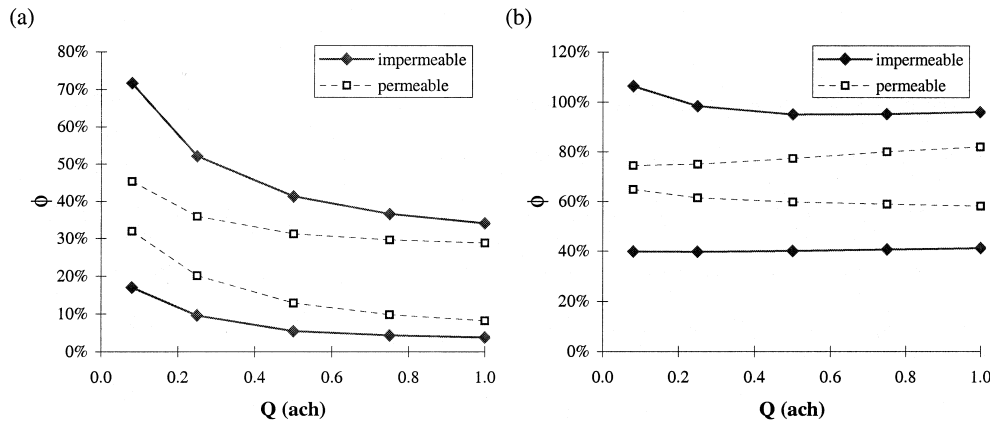 (a)
80%
70%
60%
50%
40%
30%
20%
10%
0%
ϕ
impermeable
permeable
0.0 0.2 0.4 0.6 0.8 1.0
Q (ach)
(b)
120%
100%
80%
60%
40%
20%
0%
ϕ
impermeable
permeable
0.0 0.2 0.4 0.6 0.8 1.0
Q (ach)